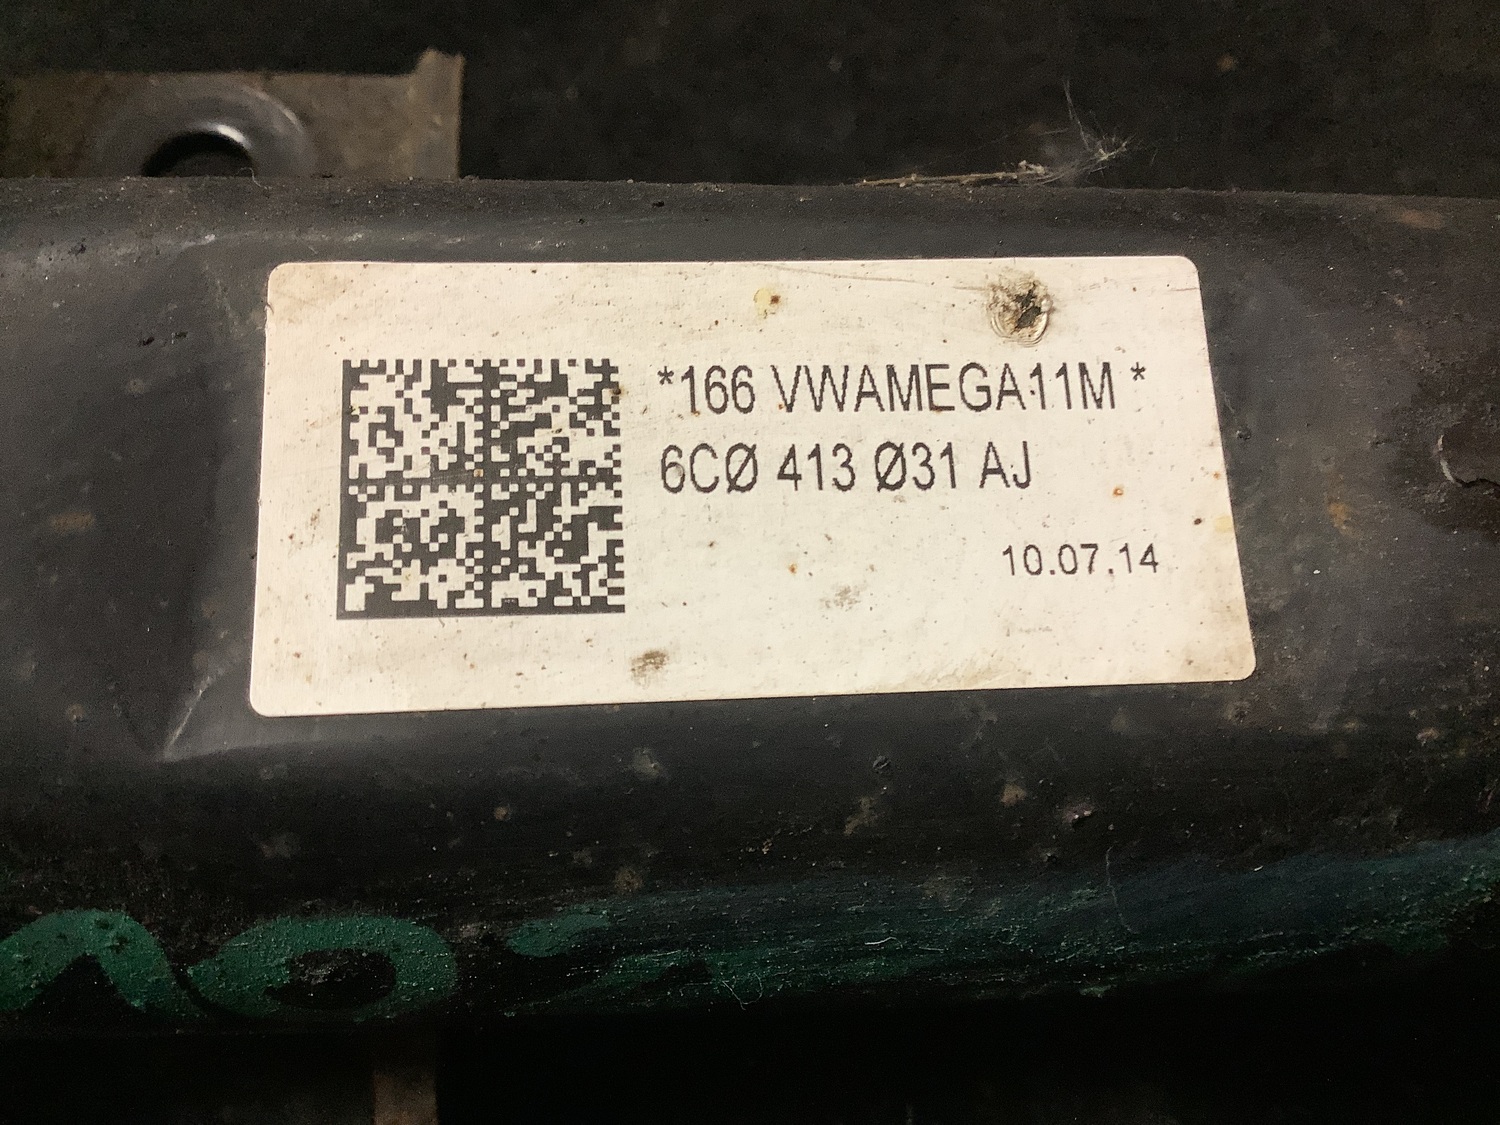 *166 VWAMEGA11M *
6CØ 413 Ø31 AJ
10.07.14